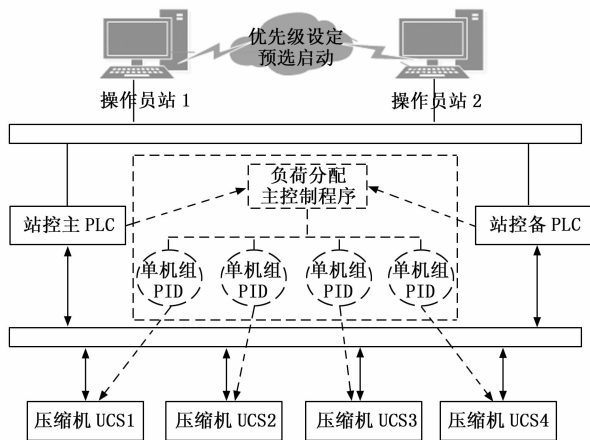 优先级设定
预选启动
操作员站 1
操作员站 2
负荷分配
主控制程序
站控主 PLC
站控备 PLC
单机组
PID
单机组
PID
单机组
PID
单机组
PID
压缩机 UCS1
压缩机 UCS2
压缩机 UCS3
压缩机 UCS4